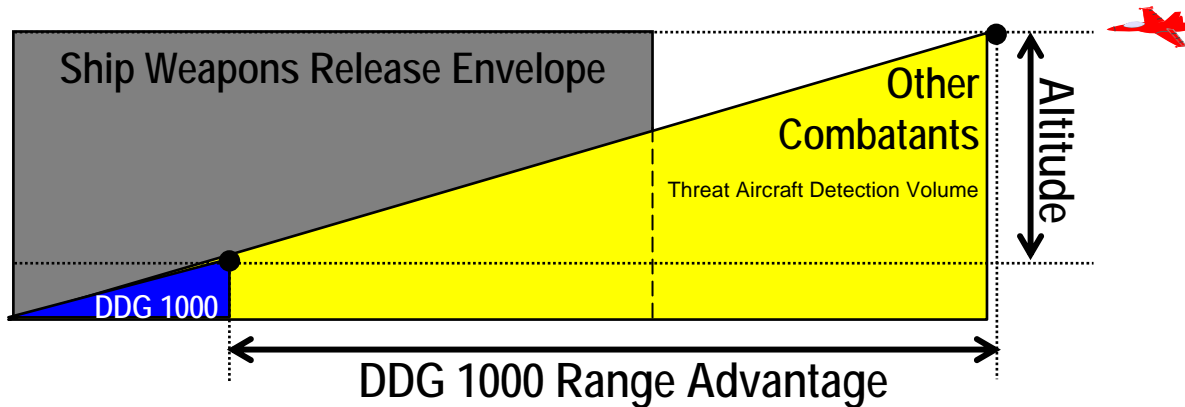 Ship Weapons Release Envelope
Other
Combatants
Threat Aircraft Detection Volume
Altitude
DDG 1000
DDG 1000 Range Advantage